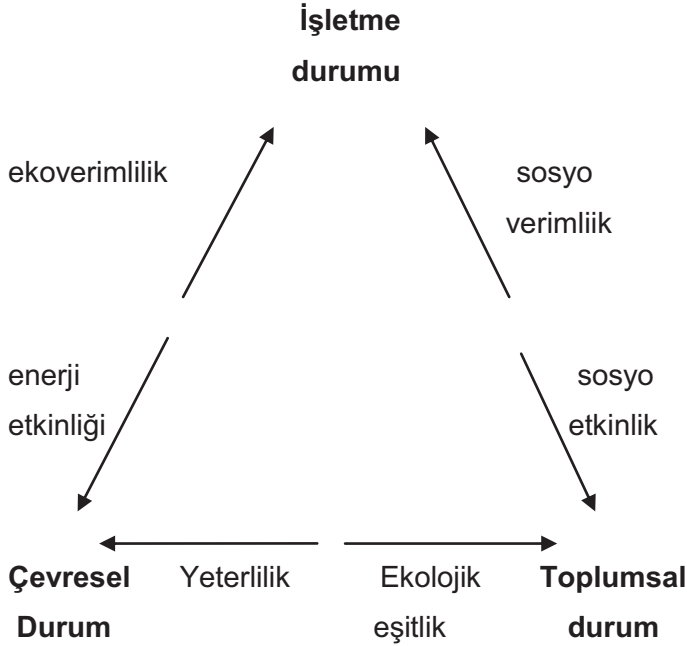 İşletme
durumu
ekoverimlilik
sosyo
verimliik
enerji
etkinliği
sosyo
etkinlik
Çevresel
Durum
Yeterlilik
Ekolojik
eşitlik
Toplumsal
durum